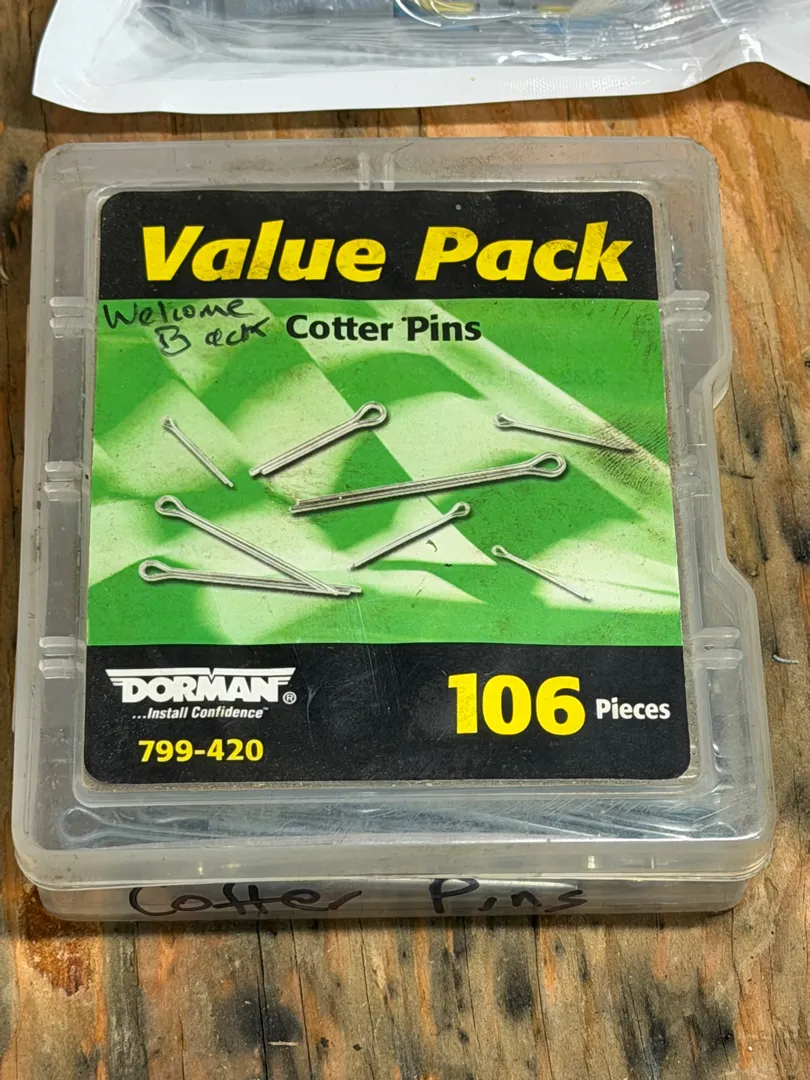 Value Pack
Welcome
Back
Cotter Pins
DORMAN®
...Install Confidence™
799-420
106 Pieces
Cotter Pins